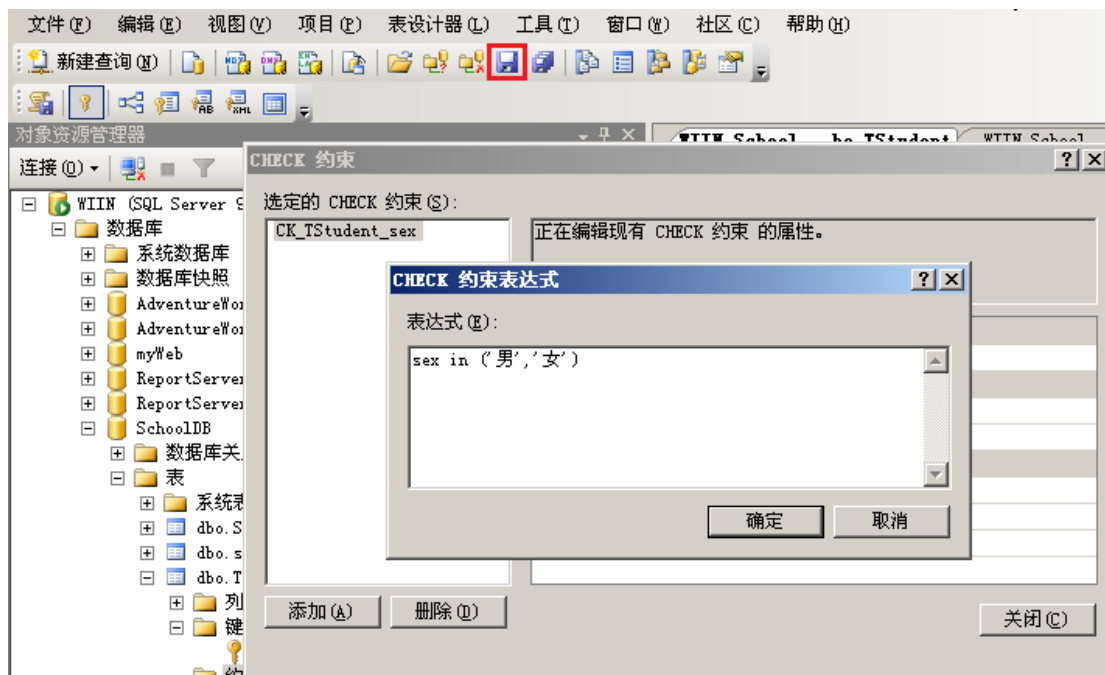 文件(F) 编辑(E) 视图(V) 项目(P) 表设计器(L) 工具(T) 窗口(W) 社区(C) 帮助(H)
新建查询(N)
对象资源管理器
WIIN School...bo.TStudent WIIN School
连接(O)
CHECK 约束
选定的 CHECK 约束(S):
WIIN (SQL Server 9
CK_TStudent_sex
正在编辑现有 CHECK 约束 的属性。
数据库
系统数据库
数据库快照
CHECK 约束表达式
AdventureWo
表达式(E):
AdventureWo
myWeb
sex in ('男','女')
ReportServer
ReportServer
SchoolDB
数据库关
表
系统表
dbo.S
确定 取消
dbo.s
dbo.T
列
添加(A) 删除(D)
关闭(C)
键